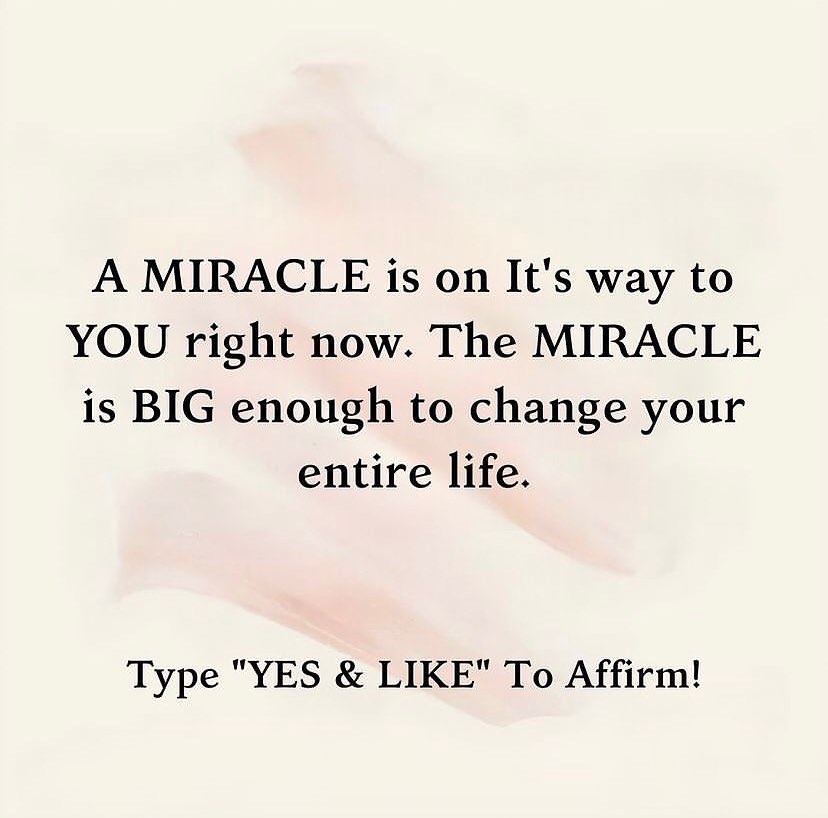 A MIRACLE is on It's way to
YOU right now. The MIRACLE
is BIG enough to change your
entire life.
Type "YES & LIKE" To Affirm!